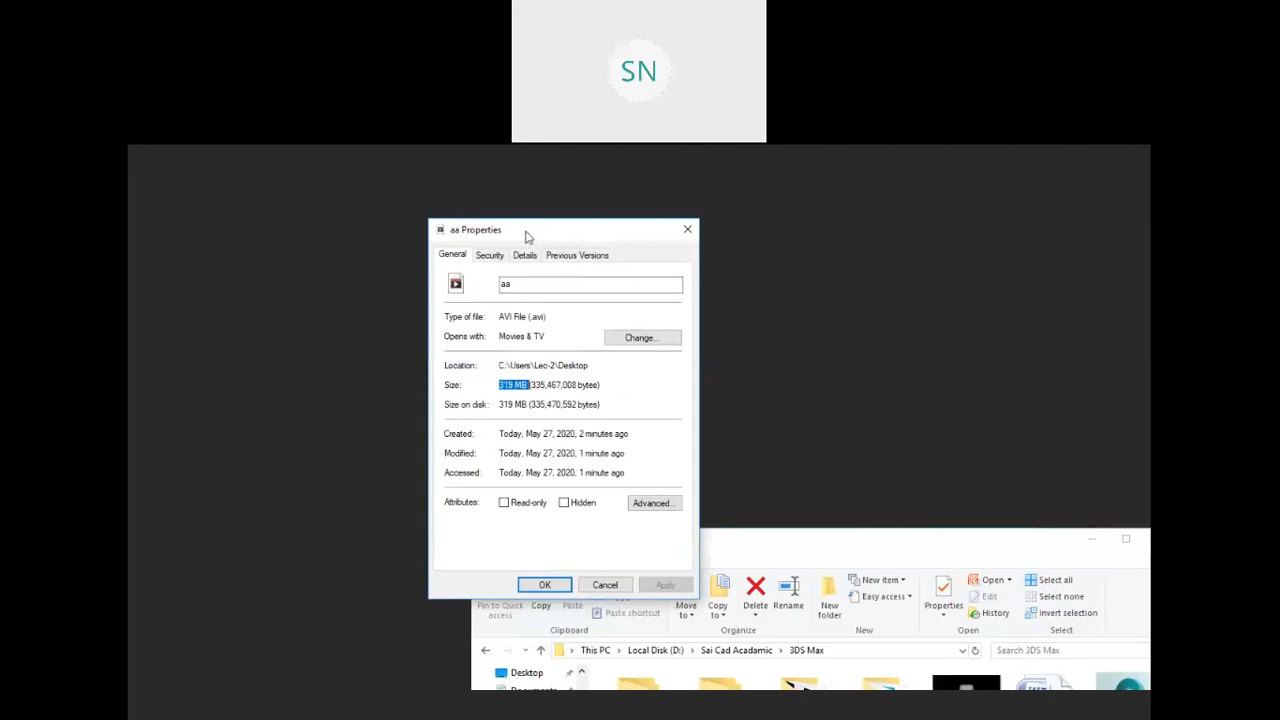 SN
aa Properties
General Security Details Previous Versions
aa
Type of file: AVI File (.avi)
Opens with: Movies & TV Change...
Location: C:\Users\Lec-2\Desktop
Size: 319 MB (335,467,008 bytes)
Size on disk: 319 MB (335,470,592 bytes)
Created: Today, May 27, 2020, 2 minutes ago
Modified: Today, May 27, 2020, 1 minute ago
Accessed: Today, May 27, 2020, 1 minute ago
Attributes: Read-only Hidden Advanced...
OK Cancel Apply
New item Open Select all
Easy access Edit Select none
Pin to Quick access Copy Paste Paste shortcut Move to Copy to Delete Rename New folder Properties History Invert selection
Clipboard Organize New Open Select
This PC Local Disk (D:) Sai Cad Acadamic 3DS Max Search 3DS Max
Desktop